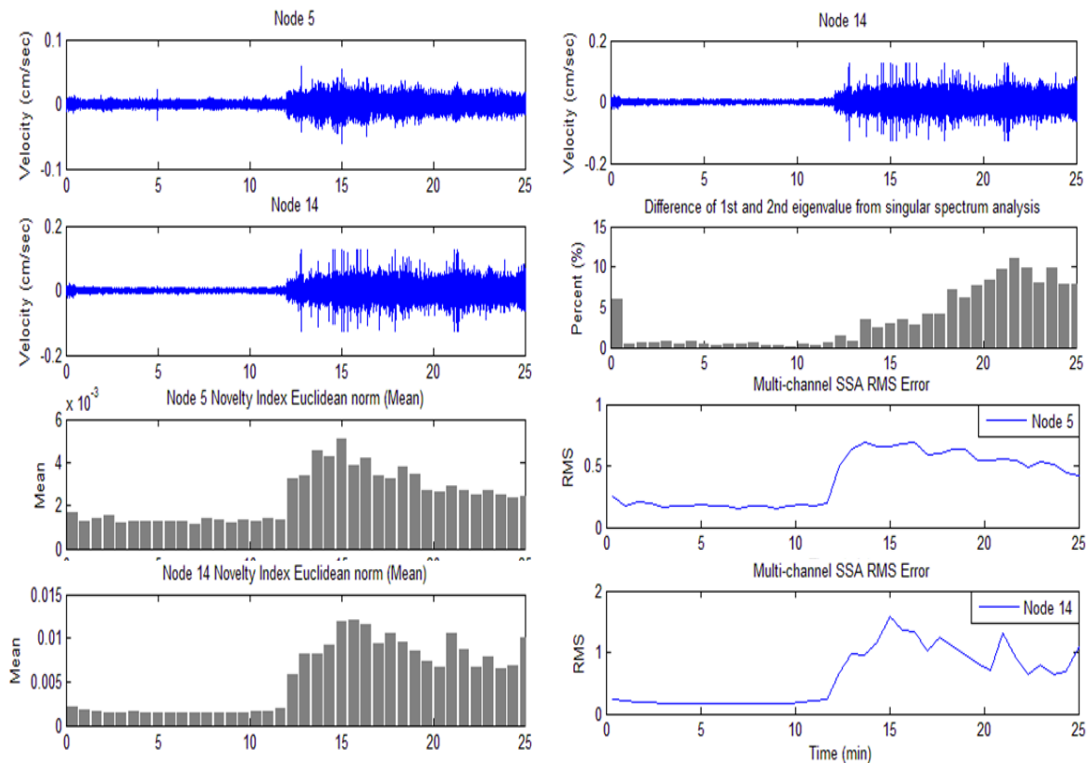 Node 5
Velocity (cm/sec)
0.1
0
-0.1
0 5 10 15 20 25
Node 14
Velocity (cm/sec)
0.2
0
-0.2
0 5 10 15 20 25
x 10^-3
Node 5 Novelty Index Euclidean norm (Mean)
Mean
6
4
2
0
0 5 10 15 20 25
Node 14 Novelty Index Euclidean norm (Mean)
Mean
0.015
0.01
0.005
0
0 5 10 15 20 25
Node 14
Velocity (cm/sec)
0.2
0
-0.2
0 5 10 15 20 25
Difference of 1st and 2nd eigenvalue from singular spectrum analysis
Percent (%)
15
10
5
0
0 5 10 15 20 25
Multi-channel SSA RMS Error
RMS
1
0.5
0
Node 5
0 5 10 15 20 25
Multi-channel SSA RMS Error
RMS
2
1
0
Node 14
0 5 10 15 20 25
Time (min)